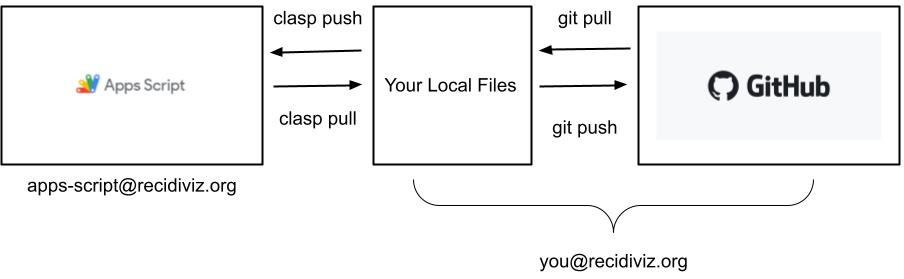 clasp push
git pull
Apps Script
Your Local Files
GitHub
clasp pull
git push
apps-script@recidiviz.org
you@recidiviz.org